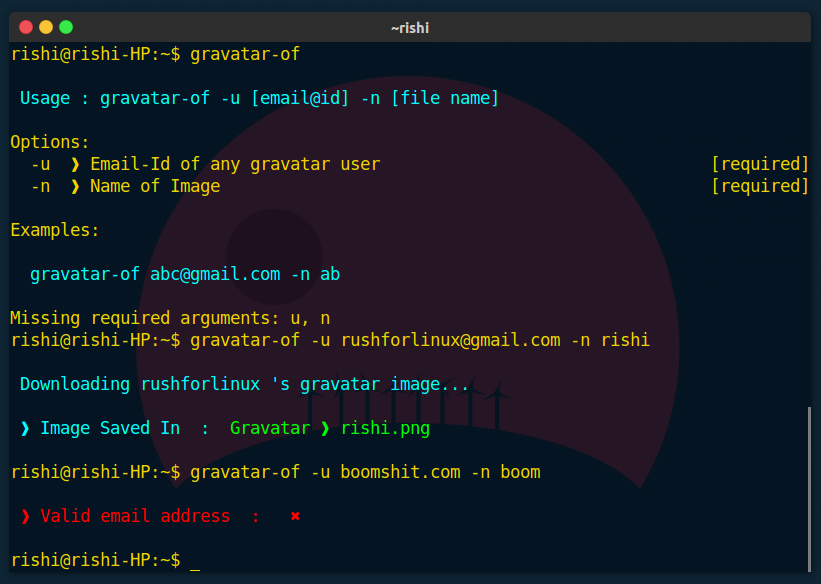 ~rishi
rishi@rishi-HP:~$ gravatar-of
Usage : gravatar-of -u [email@id] -n [file name]
Options:
-u ❱ Email-Id of any gravatar user [required]
-n ❱ Name of Image [required]
Examples:
gravatar-of abc@gmail.com -n ab
Missing required arguments: u, n
rishi@rishi-HP:~$ gravatar-of -u rushforlinux@gmail.com -n rishi
Downloading rushforlinux 's gravatar image...
❱ Image Saved In : Gravatar ❱ rishi.png
rishi@rishi-HP:~$ gravatar-of -u boomshit.com -n boom
❱ Valid email address : ✖
rishi@rishi-HP:~$ _